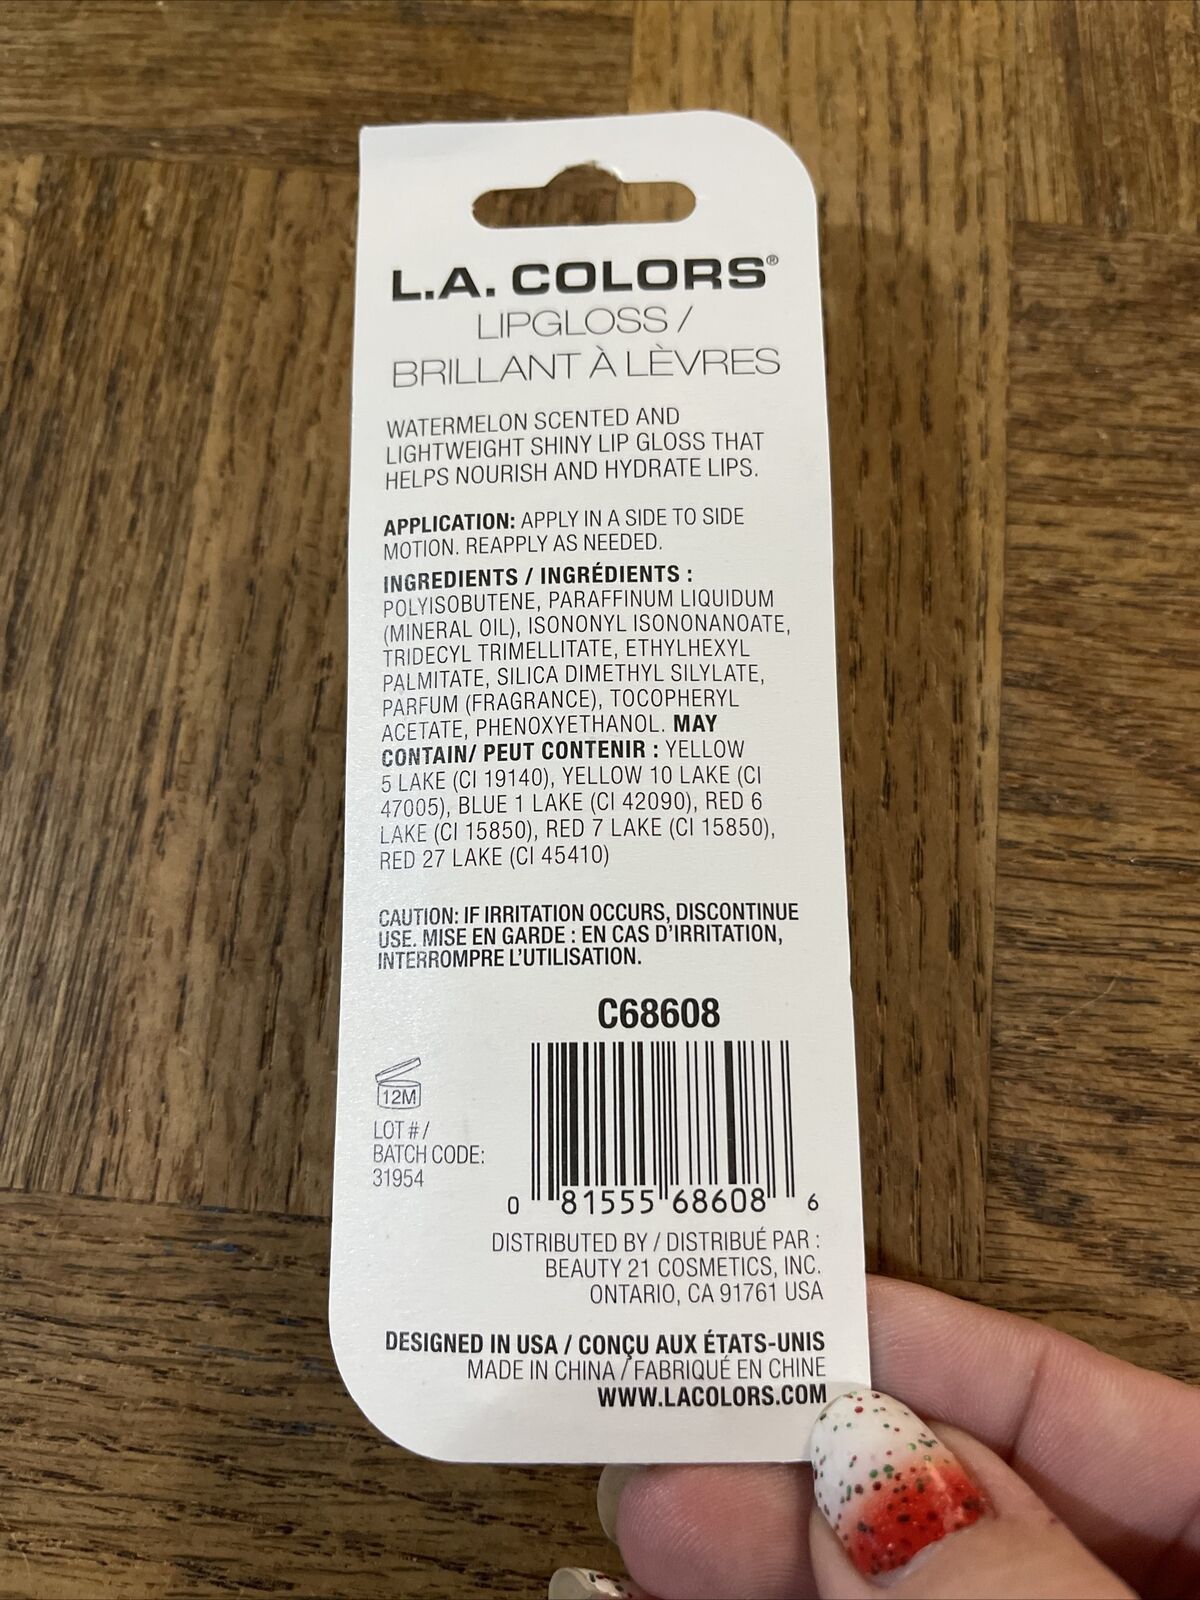 L.A. COLORS®
LIPGLOSS /
BRILLANT À LÈVRES
WATERMELON SCENTED AND
LIGHTWEIGHT SHINY LIP GLOSS THAT
HELPS NOURISH AND HYDRATE LIPS.
APPLICATION: APPLY IN A SIDE TO SIDE
MOTION. REAPPLY AS NEEDED.
INGREDIENTS / INGRÉDIENTS :
POLYISOBUTENE, PARAFFINUM LIQUIDUM
(MINERAL OIL), ISONONYL ISONONANOATE,
TRIDECYL TRIMELLITATE, ETHYLHEXYL
PALMITATE, SILICA DIMETHYL SILYLATE,
PARFUM (FRAGRANCE), TOCOPHERYL
ACETATE, PHENOXYETHANOL. MAY
CONTAIN/ PEUT CONTENIR : YELLOW
5 LAKE (CI 19140), YELLOW 10 LAKE (CI
47005), BLUE 1 LAKE (CI 42090), RED 6
LAKE (CI 15850), RED 7 LAKE (CI 15850),
RED 27 LAKE (CI 45410)
CAUTION: IF IRRITATION OCCURS, DISCONTINUE
USE. MISE EN GARDE : EN CAS D'IRRITATION,
INTERROMPRE L'UTILISATION.
C68608
12M
LOT # /
BATCH CODE:
31954
0 81555 68608 6
DISTRIBUTED BY / DISTRIBUÉ PAR :
BEAUTY 21 COSMETICS, INC.
ONTARIO, CA 91761 USA
DESIGNED IN USA / CONÇU AUX ÉTATS-UNIS
MADE IN CHINA / FABRIQUÉ EN CHINE
WWW.LACOLORS.COM